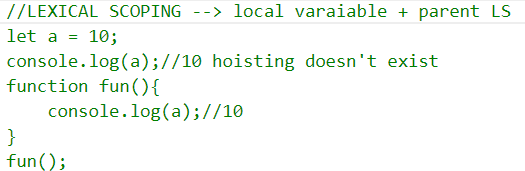 //LEXICAL SCOPING --> local varaiable + parent LS
let a = 10;
console.log(a);//10 hoisting doesn't exist
function fun(){
    console.log(a);//10
}
fun();